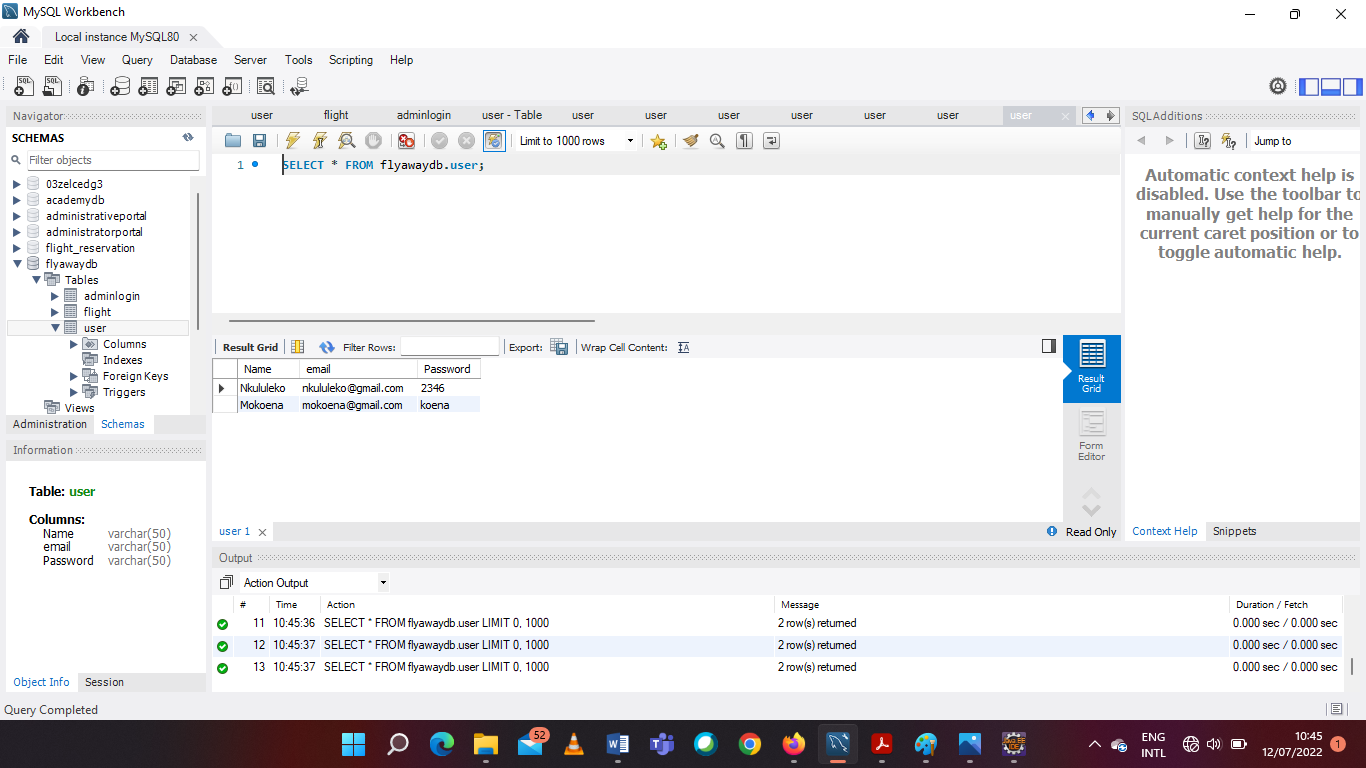 MySQL Workbench
Local instance MySQL80
File Edit View Query Database Server Tools Scripting Help
Navigator
SCHEMAS
Filter objects
03zelcedg3
academydb
administrativeportal
administratorportal
flight_reservation
flyawaydb
Tables
adminlogin
flight
user
Columns
Indexes
Foreign Keys
Triggers
Views
Administration Schemas
Information
Table: user
Columns:
Name varchar(50)
email varchar(50)
Password varchar(50)
Object Info Session
user flight adminlogin user - Table user user user user user user user
Limit to 1000 rows
1 SELECT * FROM flyawaydb.user;
Result Grid Filter Rows: Export: Wrap Cell Content:
Name email Password
Nkululeko nkululeko@gmail.com 2346
Mokoena mokoena@gmail.com koena
Result
Grid
Form
Editor
user 1
Read Only
SQLAdditions
Jump to
Automatic context help is
disabled. Use the toolbar to
manually get help for the
current caret position or to
toggle automatic help.
Context Help Snippets
Output
Action Output
# Time Action Message Duration / Fetch
11 10:45:36 SELECT * FROM flyawaydb.user LIMIT 0, 1000 2 row(s) returned 0.000 sec / 0.000 sec
12 10:45:37 SELECT * FROM flyawaydb.user LIMIT 0, 1000 2 row(s) returned 0.000 sec / 0.000 sec
13 10:45:37 SELECT * FROM flyawaydb.user LIMIT 0, 1000 2 row(s) returned 0.000 sec / 0.000 sec
Query Completed
52
ENG
INTL
10:45
12/07/2022
1